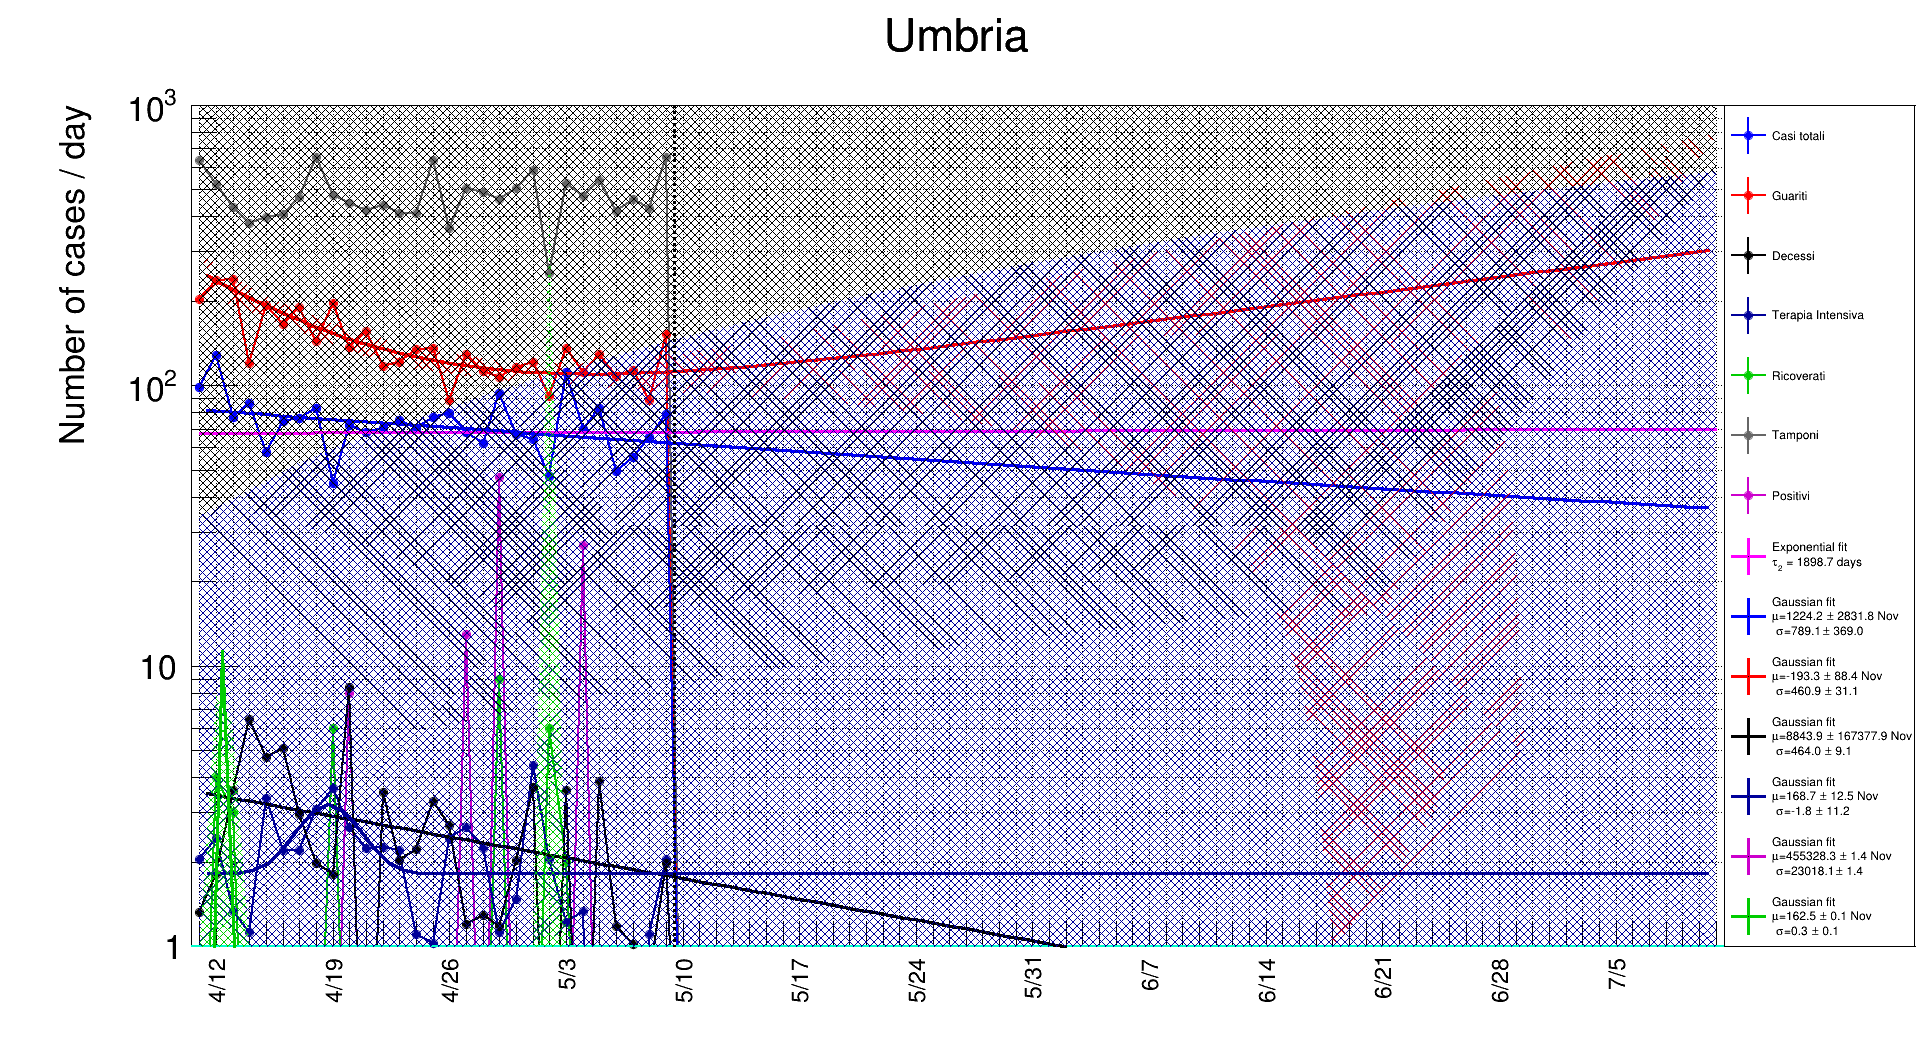 Umbria
Number of cases / day
10³
10²
10
1
4/12
4/19
4/26
5/3
5/10
5/17
5/24
5/31
6/7
6/14
6/21
6/28
7/5
Casi totali
Guariti
Decessi
Terapia Intensiva
Ricoverati
Tamponi
Positivi
Exponential fit
τ₂ = 1898.7 days
Gaussian fit
μ=1224.2 ± 2831.8 Nov
σ=789.1 ± 369.0
Gaussian fit
μ=-193.3 ± 88.4 Nov
σ=460.9 ± 31.1
Gaussian fit
μ=8843.9 ± 167377.9 Nov
σ=464.0 ± 9.1
Gaussian fit
μ=168.7 ± 12.5 Nov
σ=-1.8 ± 11.2
Gaussian fit
μ=455328.3 ± 1.4 Nov
σ=23018.1 ± 1.4
Gaussian fit
μ=162.5 ± 0.1 Nov
σ=0.3 ± 0.1